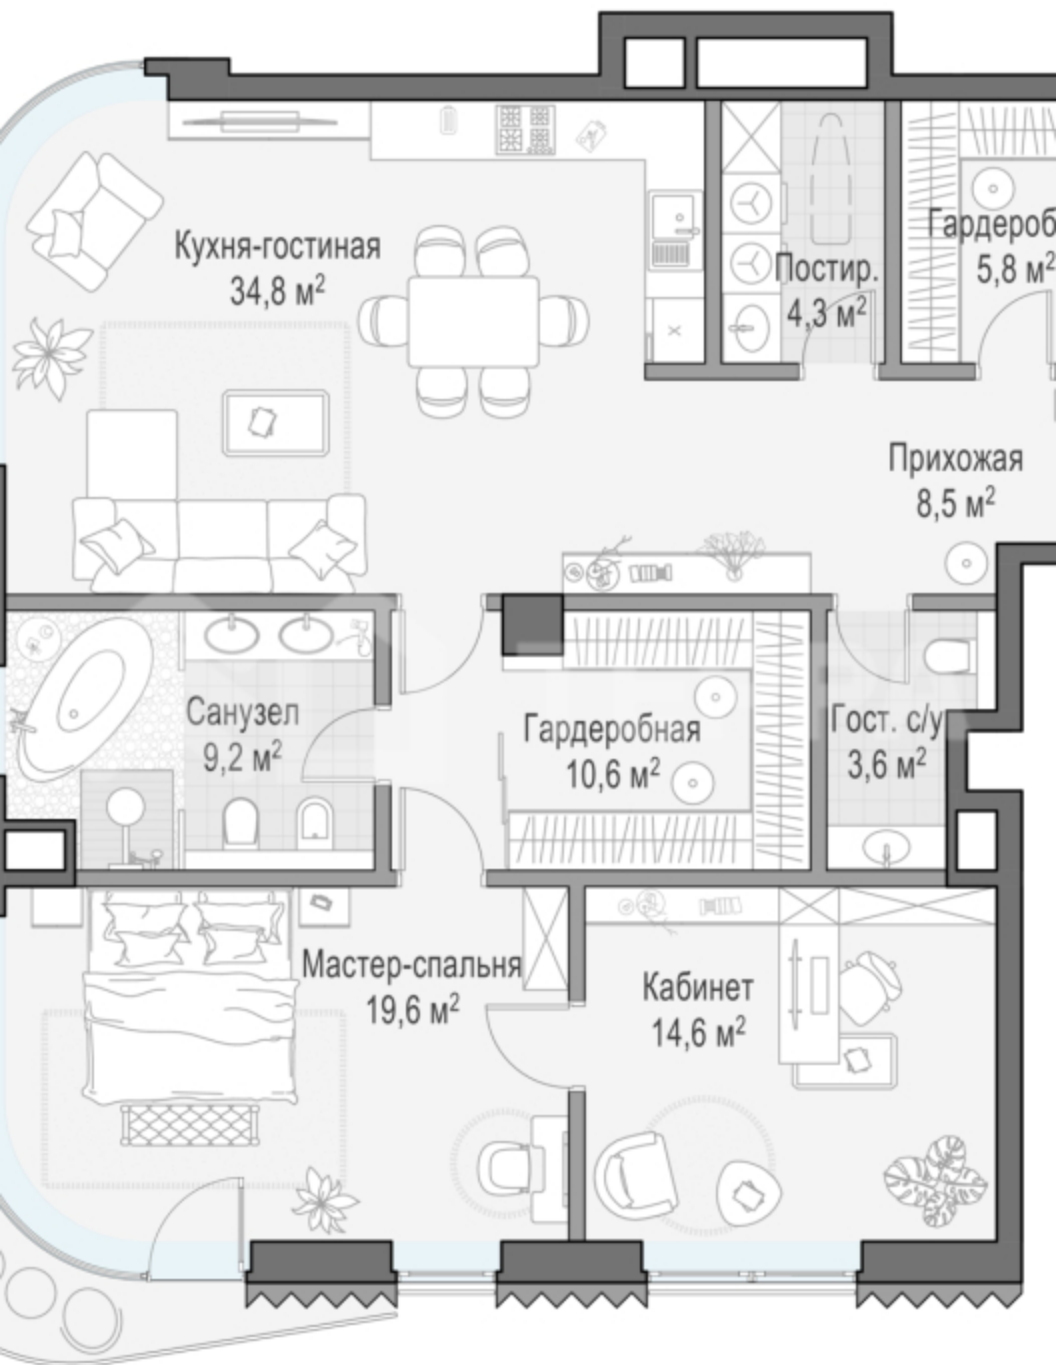 Кухня-гостиная
34,8 м²
Постир.
4,3 м²
Гардероб
5,8 м²
Прихожая
8,5 м²
Санузел
9,2 м²
Гардеробная
10,6 м²
Гост. с/у
3,6 м²
Мастер-спальня
19,6 м²
Кабинет
14,6 м²